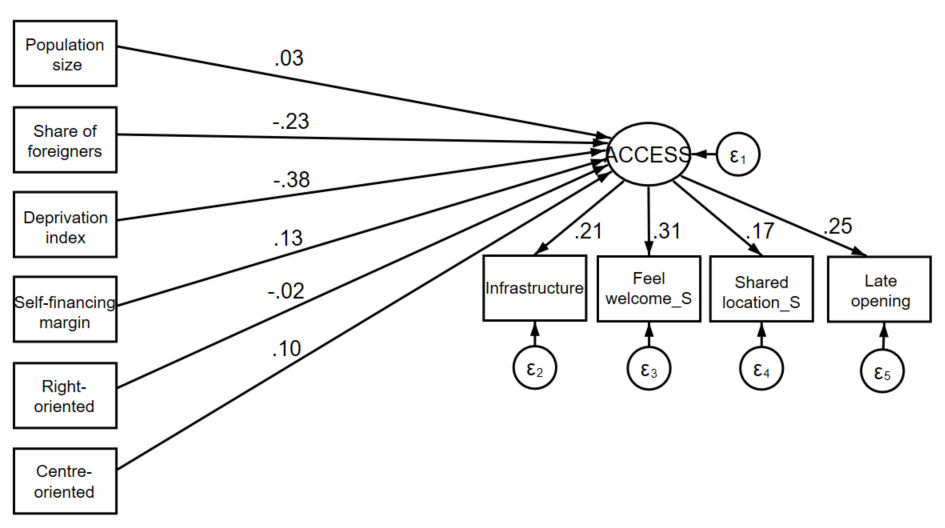 Population
size
.03
Share of
foreigners
-.23
ACCESS
ε1
Deprivation
index
-.38
Self-financing
margin
.13
Right-
oriented
-.02
Centre-
oriented
.10
.21
.31
.17
.25
Infrastructure
Feel
welcome_S
Shared
location_S
Late
opening
ε2
ε3
ε4
ε5